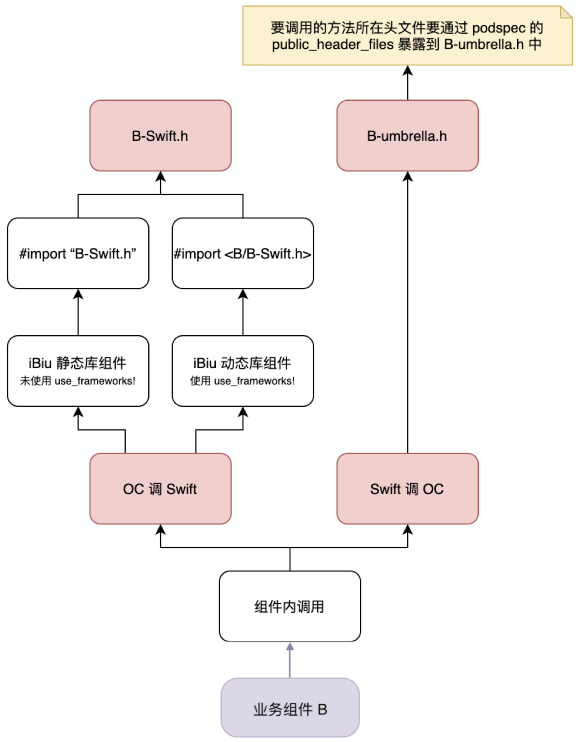 要调用的方法所在头文件要通过 podspec 的
public_header_files 暴露到 B-umbrella.h 中
B-Swift.h
B-umbrella.h
#import “B-Swift.h”
#import <B/B-Swift.h>
iBiu 静态库组件
未使用 use_frameworks!
iBiu 动态库组件
使用 use_frameworks!
OC 调 Swift
Swift 调 OC
组件内调用
业务组件 B